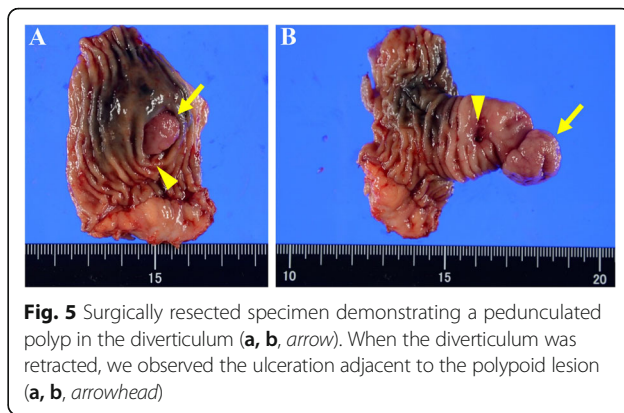 A
B
15
10 15 20
Fig. 5 Surgically resected specimen demonstrating a pedunculated
polyp in the diverticulum (a, b, arrow). When the diverticulum was
retracted, we observed the ulceration adjacent to the polypoid lesion
(a, b, arrowhead)